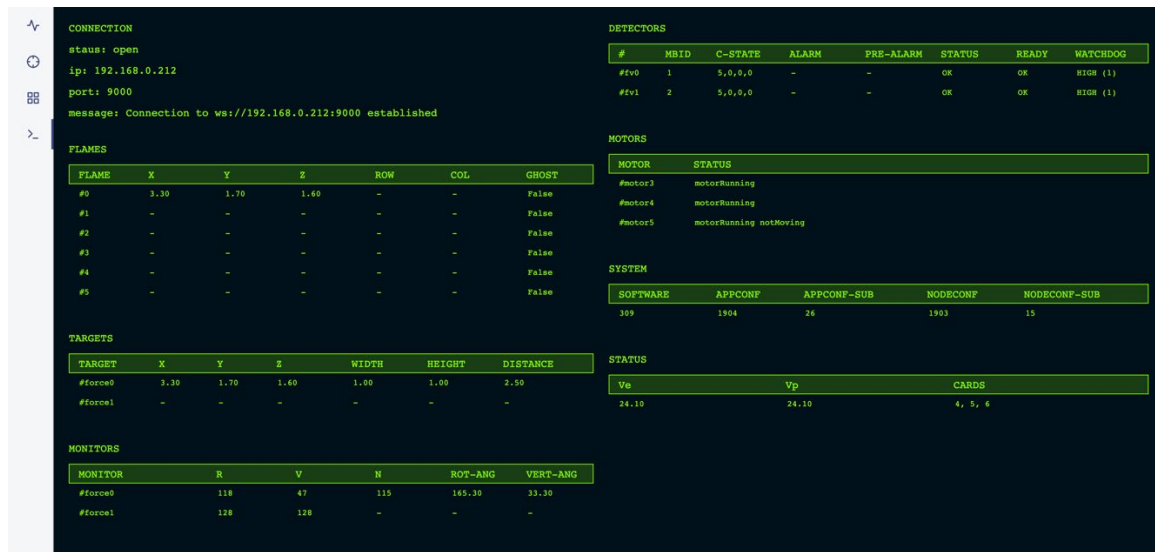 CONNECTION
staus: open
ip: 192.168.0.212
port: 9000
message: Connection to ws://192.168.0.212:9000 established
FLAMES
FLAME X Y Z ROW COL GHOST
#0 3.30 1.70 1.60 - - False
#1 - - - - - False
#2 - - - - - False
#3 - - - - - False
#4 - - - - - False
#5 - - - - - False
TARGETS
TARGET X Y Z WIDTH HEIGHT DISTANCE
#force0 3.30 1.70 1.60 1.00 1.00 2.50
#force1 - - - - - -
MONITORS
MONITOR R V N ROT-ANG VERT-ANG
#force0 118 47 115 165.30 33.30
#force1 128 128 - - -
DETECTORS
# MBID C-STATE ALARM PRE-ALARM STATUS READY WATCHDOG
#fv0 1 5,0,0,0 - - OK OK HIGH (1)
#fv1 2 5,0,0,0 - - OK OK HIGH (1)
MOTORS
MOTOR STATUS
#motor3 motorRunning
#motor4 motorRunning
#motor5 motorRunning notMoving
SYSTEM
SOFTWARE APPCONF APPCONF-SUB NODECONF NODECONF-SUB
309 1904 26 1903 15
STATUS
Ve Vp CARDS
24.10 24.10 4, 5, 6